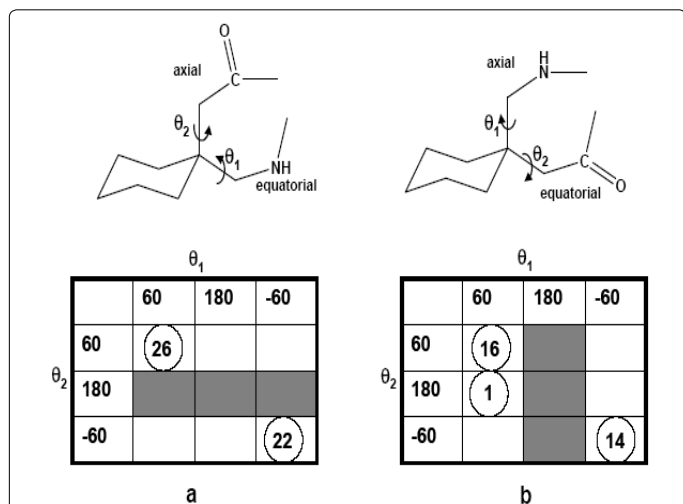 O
axial
C
θ2
θ1
NH
equatorial
H
N
axial
θ1
θ2
C
O
equatorial
θ1
60 180 -60
60 26
θ2
180
-60 22
a
θ1
60 180 -60
60 16
θ2
180 1
-60 14
b